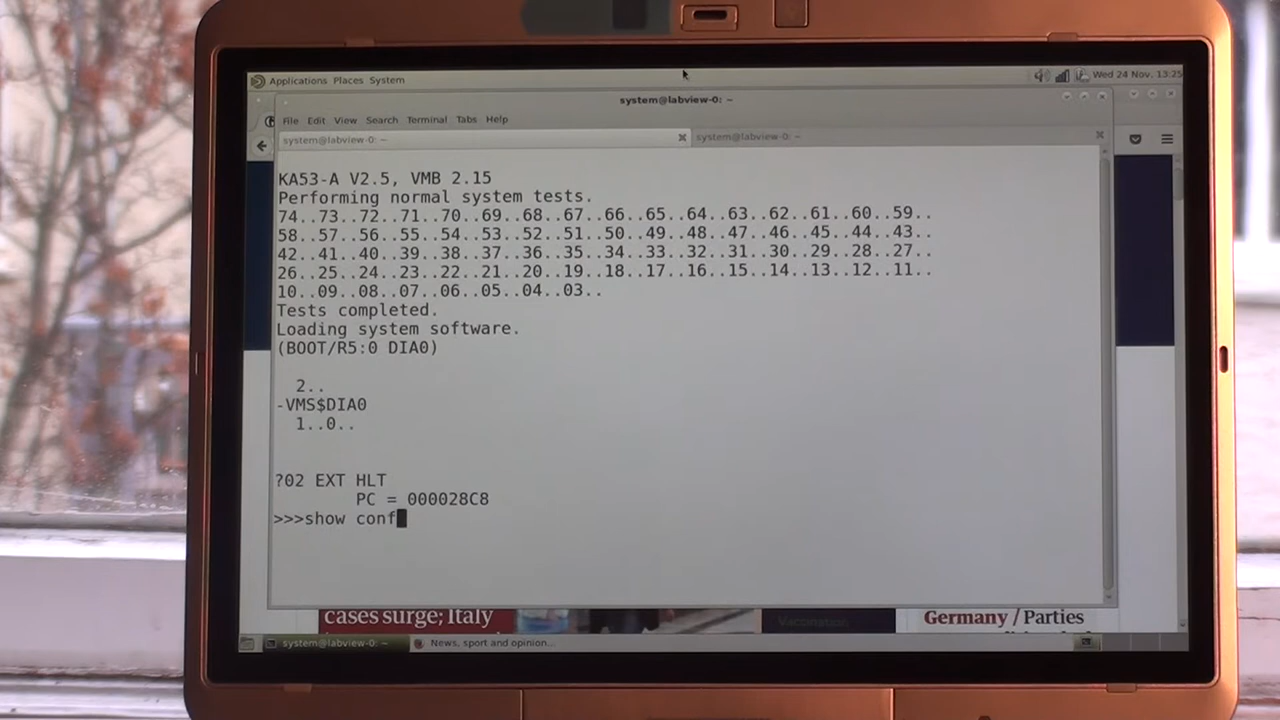 Applications Places System
Wed 24 Nov, 13:25
system@labview-0: ~
File Edit View Search Terminal Tabs Help
system@labview-0: ~
system@labview-0: ~
KA53-A V2.5, VMB 2.15
Performing normal system tests.
74..73..72..71..70..69..68..67..66..65..64..63..62..61..60..59..
58..57..56..55..54..53..52..51..50..49..48..47..46..45..44..43..
42..41..40..39..38..37..36..35..34..33..32..31..30..29..28..27..
26..25..24..23..22..21..20..19..18..17..16..15..14..13..12..11..
10..09..08..07..06..05..04..03..
Tests completed.
Loading system software.
(BOOT/R5:0 DIA0)
2..
-VMS$DIA0
1..0..
?02 EXT HLT
PC = 000028C8
>>>show conf
cases surge; Italy
Vaccination,
Germany / Parties
system@labview-0: ~
News, sport and opinion...